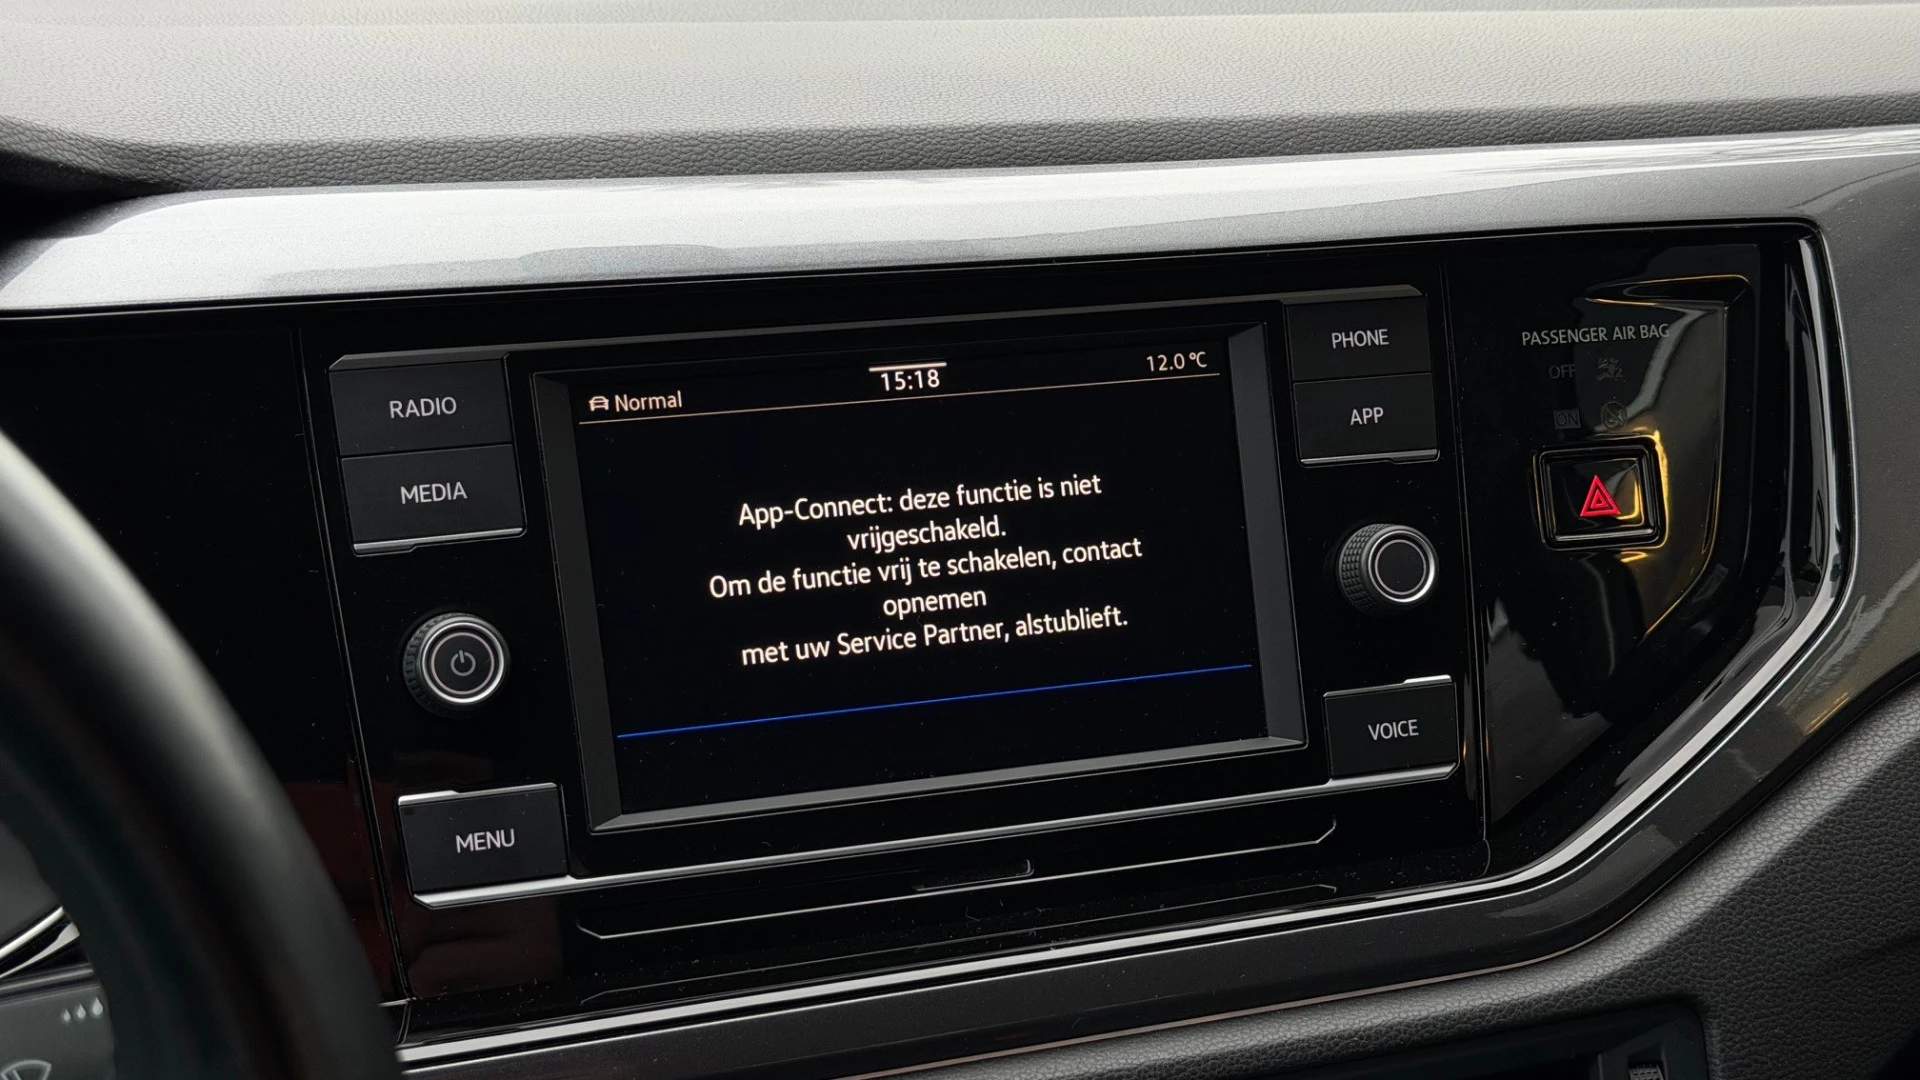 RADIO
MEDIA
MENU
Normal
15:18
12.0 °C
App-Connect: deze functie is niet
vrijgeschakeld.
Om de functie vrij te schakelen, contact
opnemen
met uw Service Partner, alstublieft.
PHONE
APP
VOICE
PASSENGER AIR BAG
OFF
ON